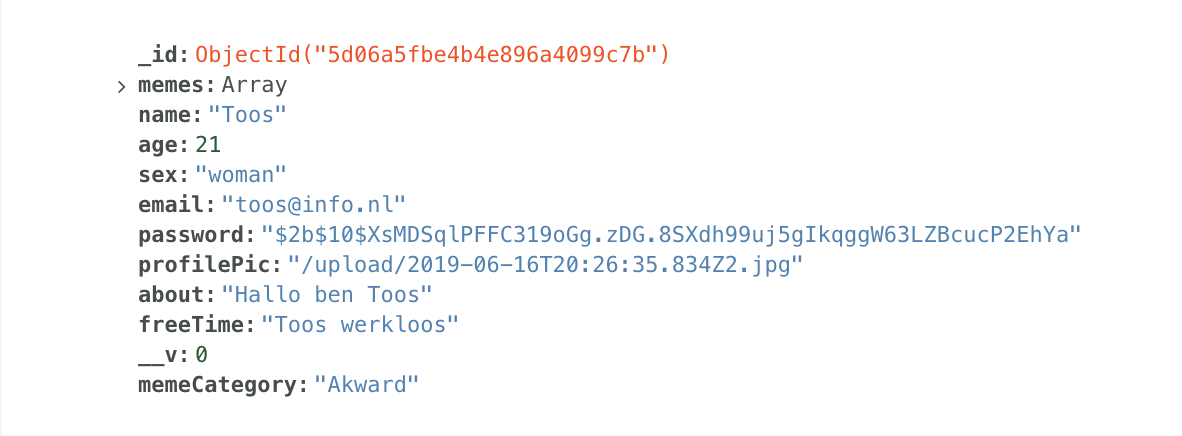 _id: ObjectId("5d06a5fbe4b4e896a4099c7b")
> memes: Array
name: "Toos"
age: 21
sex: "woman"
email: "toos@info.nl"
password: "$2b$10$XsMDSqlPFFC319oGg.zDG.8SXdh99uj5gIkqggW63LZBcucP2EhYa"
profilePic: "/upload/2019-06-16T20:26:35.834Z2.jpg"
about: "Hallo ben Toos"
freeTime: "Toos werkloos"
__v: 0
memeCategory: "Akward"